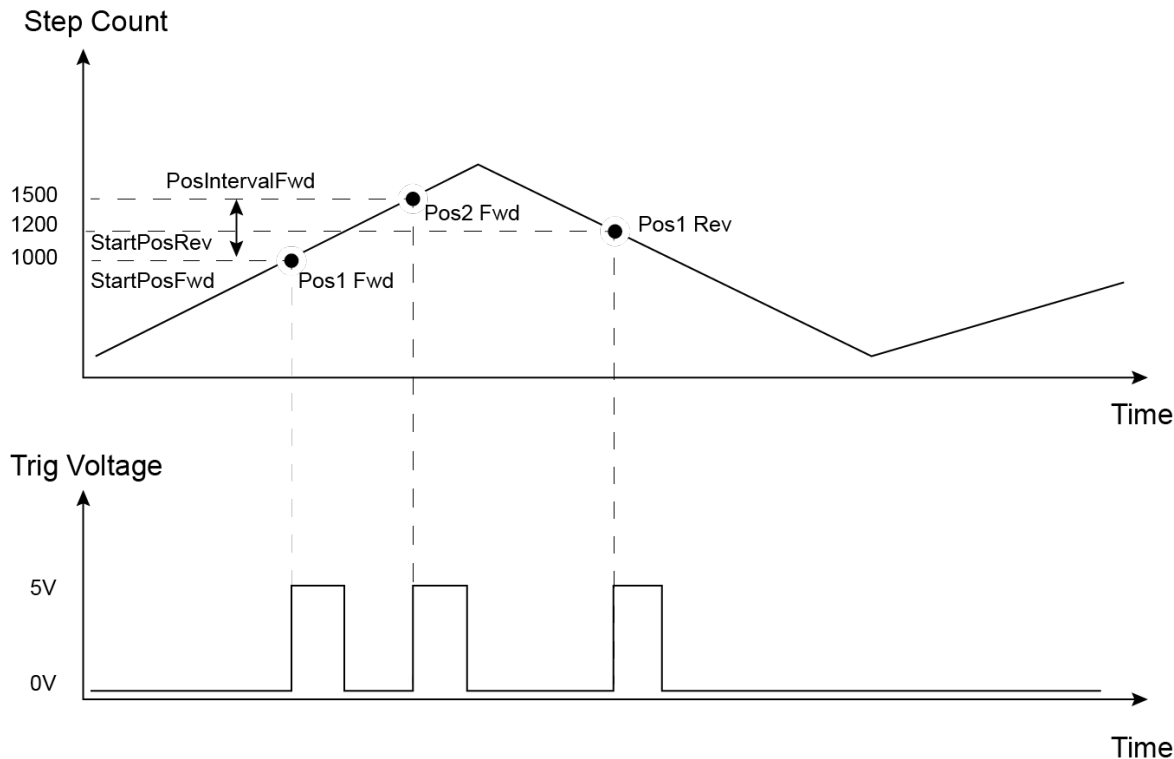 Step Count
PosIntervalFwd
1500
Pos2 Fwd
1200
Pos1 Rev
StartPosRev
1000
StartPosFwd
Pos1 Fwd
Time
Trig Voltage
5V
0V
Time